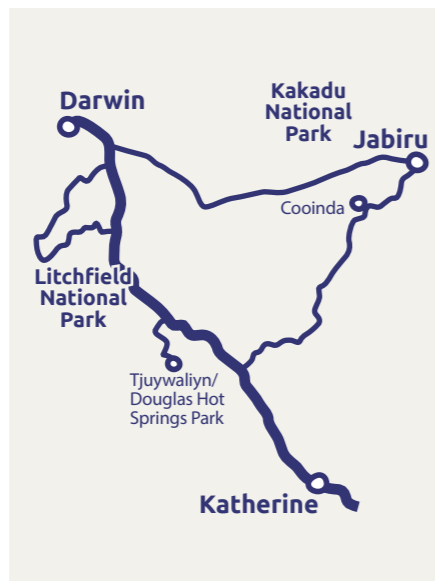 Darwin
Kakadu
National
Park
Jabiru
Cooinda
Litchfield
National
Park
Tjuywaliyn/
Douglas Hot
Springs Park
Katherine